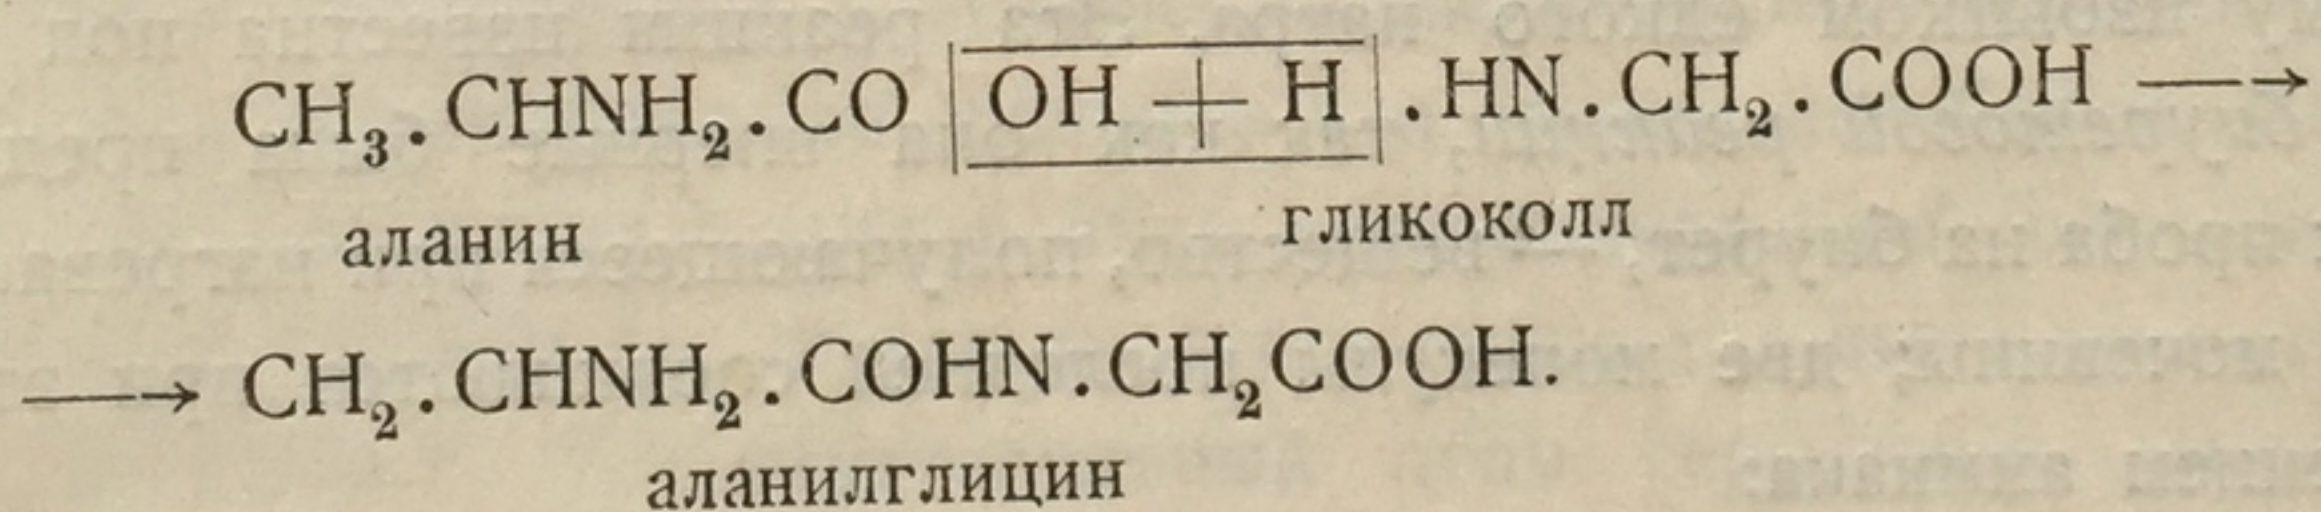 CH₃.CHNH₂.CO OH + H .HN.CH₂.COOH ⟶
аланин гликоколл
⟶ CH₂.CHNH₂.COHN.CH₂COOH.
аланилглицин